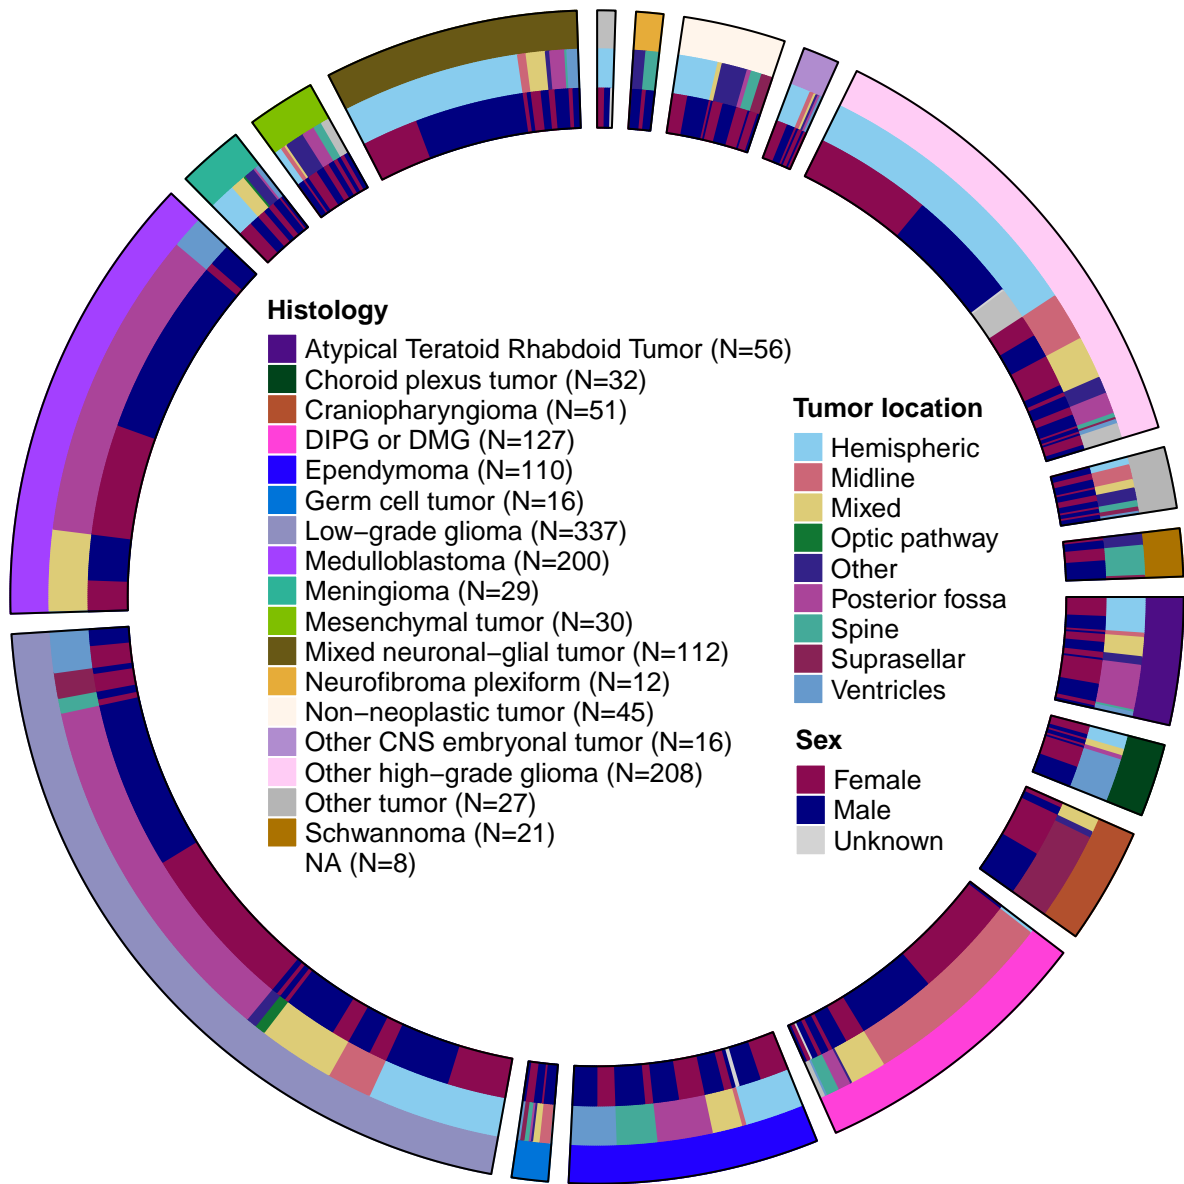 Histology
Atypical Teratoid Rhabdoid Tumor (N=56)
Choroid plexus tumor (N=32)
Craniopharyngioma (N=51)
DIPG or DMG (N=127)
Ependymoma (N=110)
Germ cell tumor (N=16)
Low−grade glioma (N=337)
Medulloblastoma (N=200)
Meningioma (N=29)
Mesenchymal tumor (N=30)
Mixed neuronal−glial tumor (N=112)
Neurofibroma plexiform (N=12)
Non−neoplastic tumor (N=45)
Other CNS embryonal tumor (N=16)
Other high−grade glioma (N=208)
Other tumor (N=27)
Schwannoma (N=21)
NA (N=8)
Tumor location
Hemispheric
Midline
Mixed
Optic pathway
Other
Posterior fossa
Spine
Suprasellar
Ventricles
Sex
Female
Male
Unknown